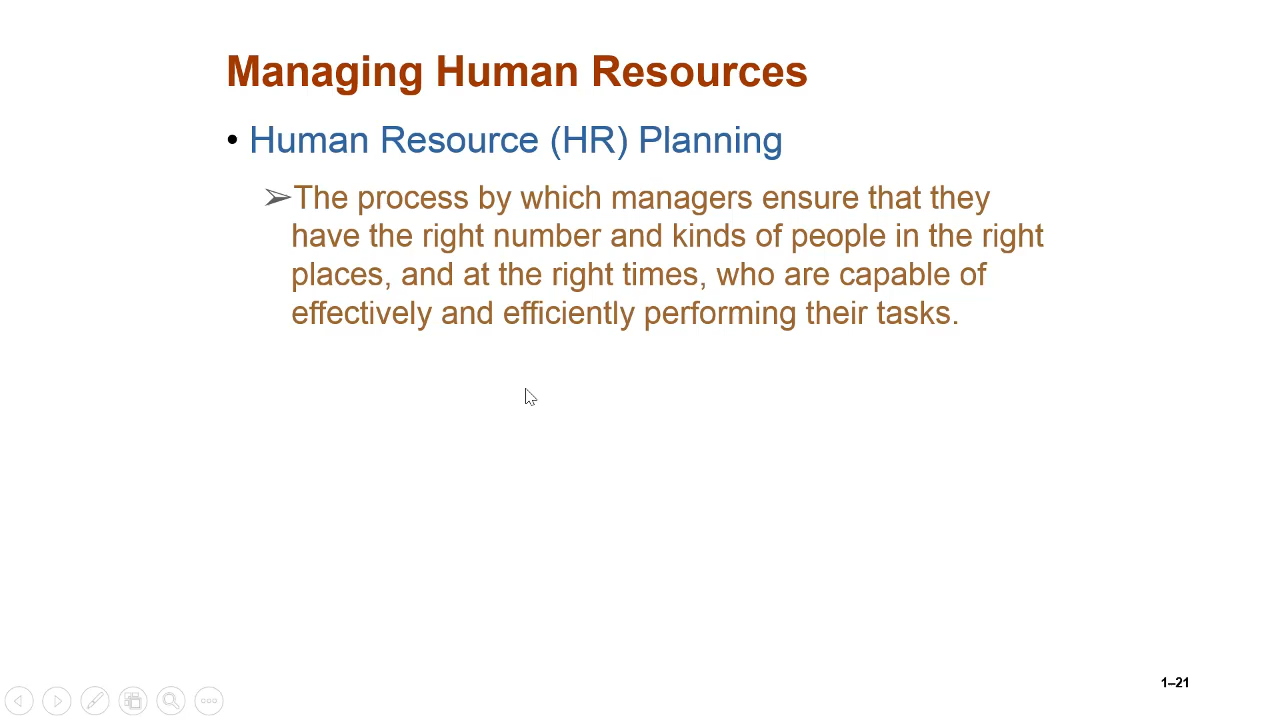 Managing Human Resources
• Human Resource (HR) Planning
➢The process by which managers ensure that they
have the right number and kinds of people in the right
places, and at the right times, who are capable of
effectively and efficiently performing their tasks.
1–21